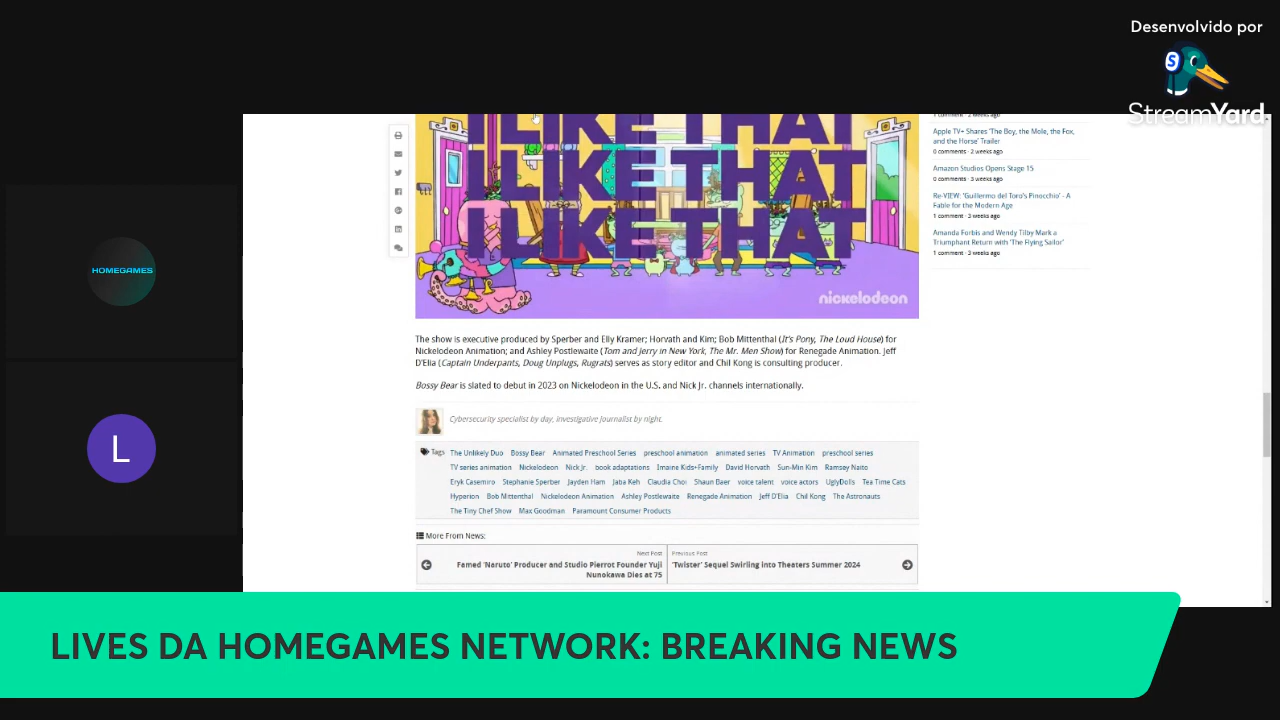 Desenvolvido por
StreamYard
HOMEGAMES
L
I LIKE THAT
I LIKE THAT
I LIKE THAT
nickelodeon
1 comment · 2 weeks ago
Apple TV+ Shares 'The Boy, the Mole, the Fox,
and the Horse' Trailer
0 comments · 2 weeks ago
Amazon Studios Opens Stage 15
0 comments · 3 weeks ago
Re-VIEW: 'Guillermo del Toro's Pinocchio' - A
Fable for the Modern Age
1 comment · 3 weeks ago
Amanda Forbis and Wendy Tilby Mark a
Triumphant Return with 'The Flying Sailor'
1 comment · 3 weeks ago
The show is executive produced by Sperber and Elly Kramer; Horvath and Kim; Bob Mittenthal (It's Pony, The Loud House) for
Nickelodeon Animation; and Ashley Postlewaite (Tom and Jerry in New York, The Mr. Men Show) for Renegade Animation. Jeff
D'Elia (Captain Underpants, Doug Unplugs, Rugrats) serves as story editor and Chil Kong is consulting producer.
Bossy Bear is slated to debut in 2023 on Nickelodeon in the U.S. and Nick Jr. channels internationally.
Cybersecurity specialist by day, investigative journalist by night.
Tags The Unlikely Duo Bossy Bear Animated Preschool Series preschool animation animated series TV Animation preschool series
TV series animation Nickelodeon Nick Jr. book adaptations Imagine Kids+Family David Horvath Sun-Min Kim Ramsey Naito
Eryk Casemiro Stephanie Sperber Jayden Ham Jaba Keh Claudia Choi Shaun Baer voice talent voice actors UglyDolls Tea Time Cats
Hyperion Bob Mittenthal Nickelodeon Animation Ashley Postlewaite Renegade Animation Jeff D'Elia Chil Kong The Astronauts
The Tiny Chef Show Max Goodman Paramount Consumer Products
More From News:
Next Post
Famed 'Naruto' Producer and Studio Pierrot Founder Yuji
Nunokawa Dies at 75
Previous Post
'Twister' Sequel Swirling into Theaters Summer 2024
LIVES DA HOMEGAMES NETWORK: BREAKING NEWS